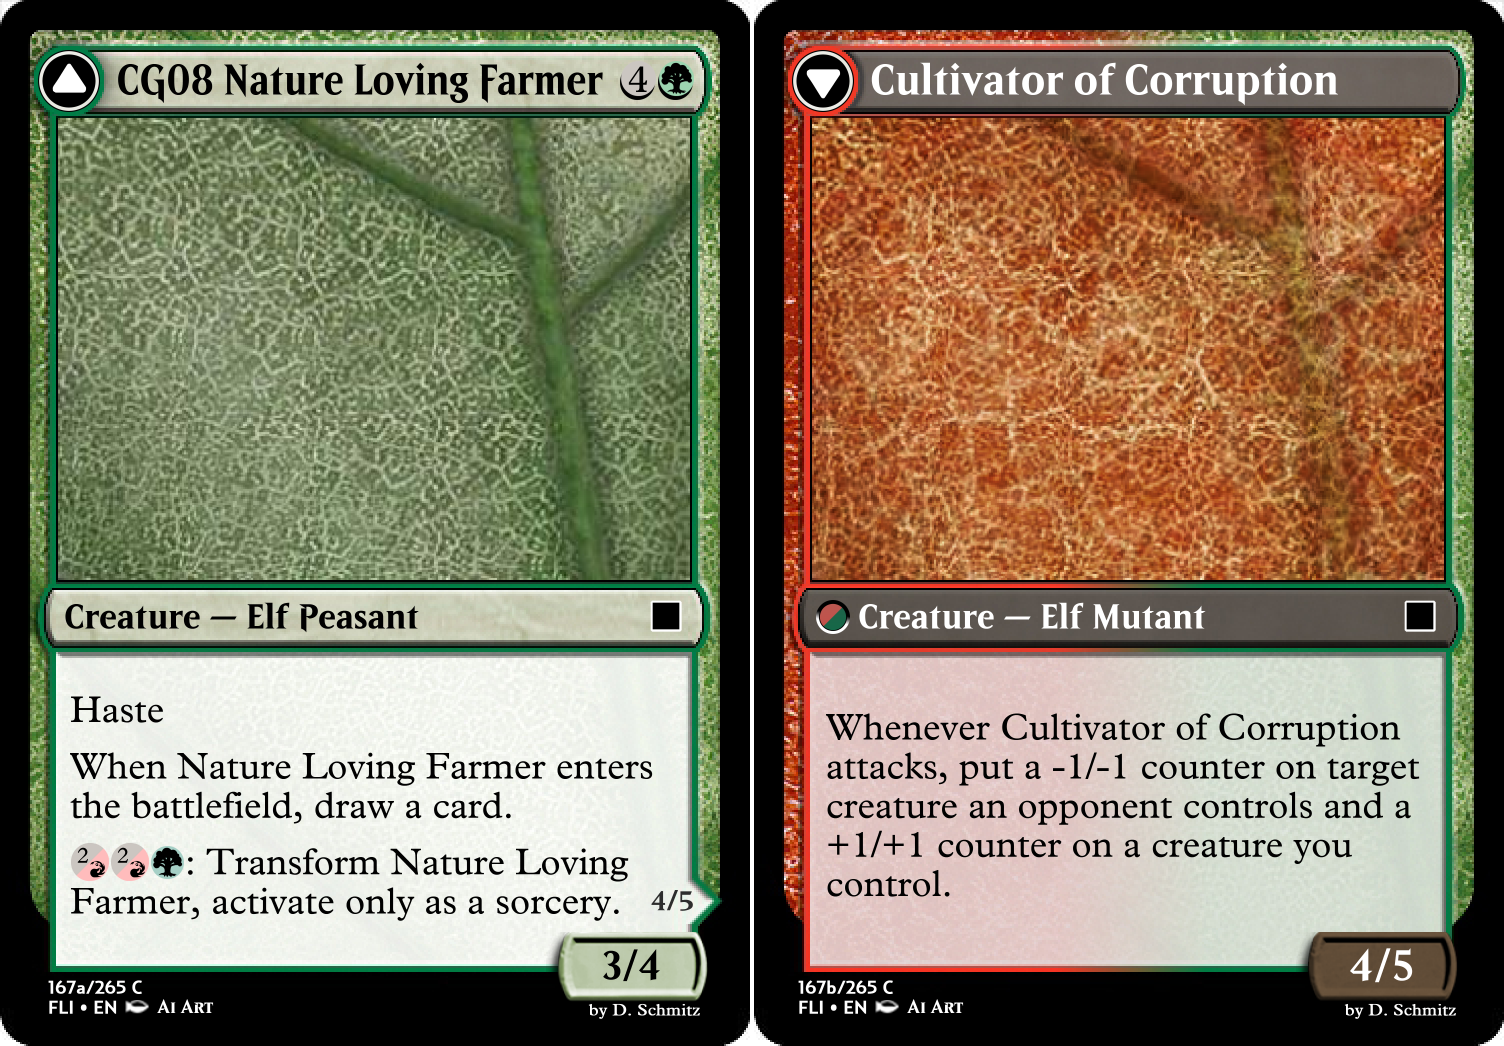 CG08 Nature Loving Farmer 4
Creature — Elf Peasant
Haste
When Nature Loving Farmer enters
the battlefield, draw a card.
2 2 : Transform Nature Loving
Farmer, activate only as a sorcery.
4/5
3/4
167a/265 C
FLI • EN AI ART
by D. Schmitz
Cultivator of Corruption
Creature — Elf Mutant
Whenever Cultivator of Corruption
attacks, put a -1/-1 counter on target
creature an opponent controls and a
+1/+1 counter on a creature you
control.
4/5
167b/265 C
FLI • EN AI ART
by D. Schmitz